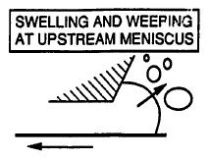 SWELLING AND WEEPING
AT UPSTREAM MENISCUS